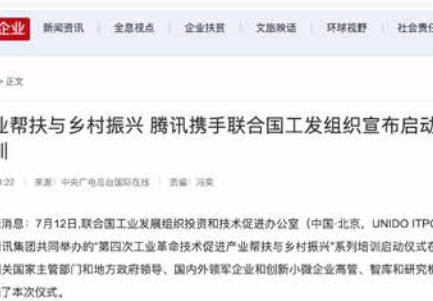 企业 新闻资讯 全息视点 企业扶贫 文旅映话 环球视野 社会责任
> 正文
业帮扶与乡村振兴 腾讯携手联合国工发组织宣布启动
训
:22 来源：中央广电总台国际在线 责编：冯实
消息：7月12日,联合国工业发展组织投资和技术促进办公室（中国·北京，UNIDO ITPO
讯集团共同举办的“第四次工业革命技术促进产业帮扶与乡村振兴”系列培训启动仪式在
关国家主管部门和地方政府领导、国内外领军企业和创新小微企业高管、智库和研究机
了本次仪式。